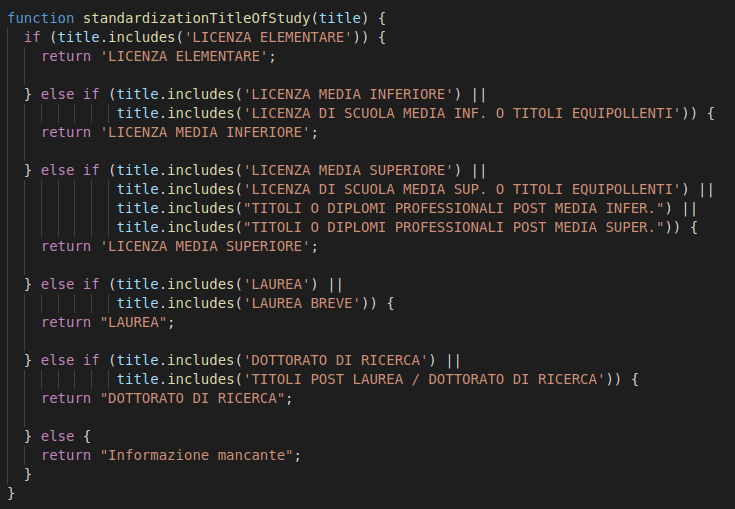 function standardizationTitleOfStudy(title) {
if (title.includes('LICENZA ELEMENTARE')) {
return 'LICENZA ELEMENTARE';
} else if (title.includes('LICENZA MEDIA INFERIORE') ||
title.includes('LICENZA DI SCUOLA MEDIA INF. O TITOLI EQUIPOLLENTI')) {
return 'LICENZA MEDIA INFERIORE';
} else if (title.includes('LICENZA MEDIA SUPERIORE') ||
title.includes('LICENZA DI SCUOLA MEDIA SUP. O TITOLI EQUIPOLLENTI') ||
title.includes("TITOLI O DIPLOMI PROFESSIONALI POST MEDIA INFER.") ||
title.includes("TITOLI O DIPLOMI PROFESSIONALI POST MEDIA SUPER.")) {
return 'LICENZA MEDIA SUPERIORE';
} else if (title.includes('LAUREA') ||
title.includes('LAUREA BREVE')) {
return "LAUREA";
} else if (title.includes('DOTTORATO DI RICERCA') ||
title.includes('TITOLI POST LAUREA / DOTTORATO DI RICERCA')) {
return "DOTTORATO DI RICERCA";
} else {
return "Informazione mancante";
}
}